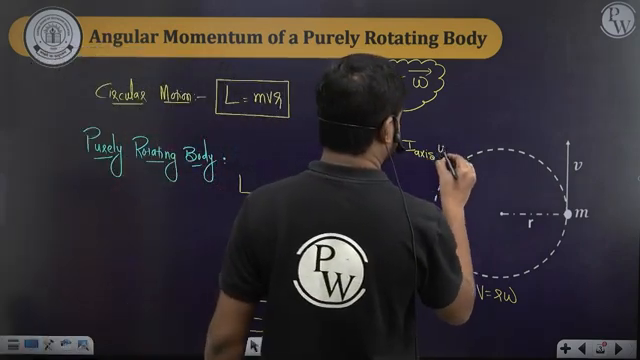 Angular Momentum of a Purely Rotating Body
PW
Circular Motion :- L = mvr
ω
Purely Rotating Body :
I axis ω
L
v
r
m
V = rω
PW